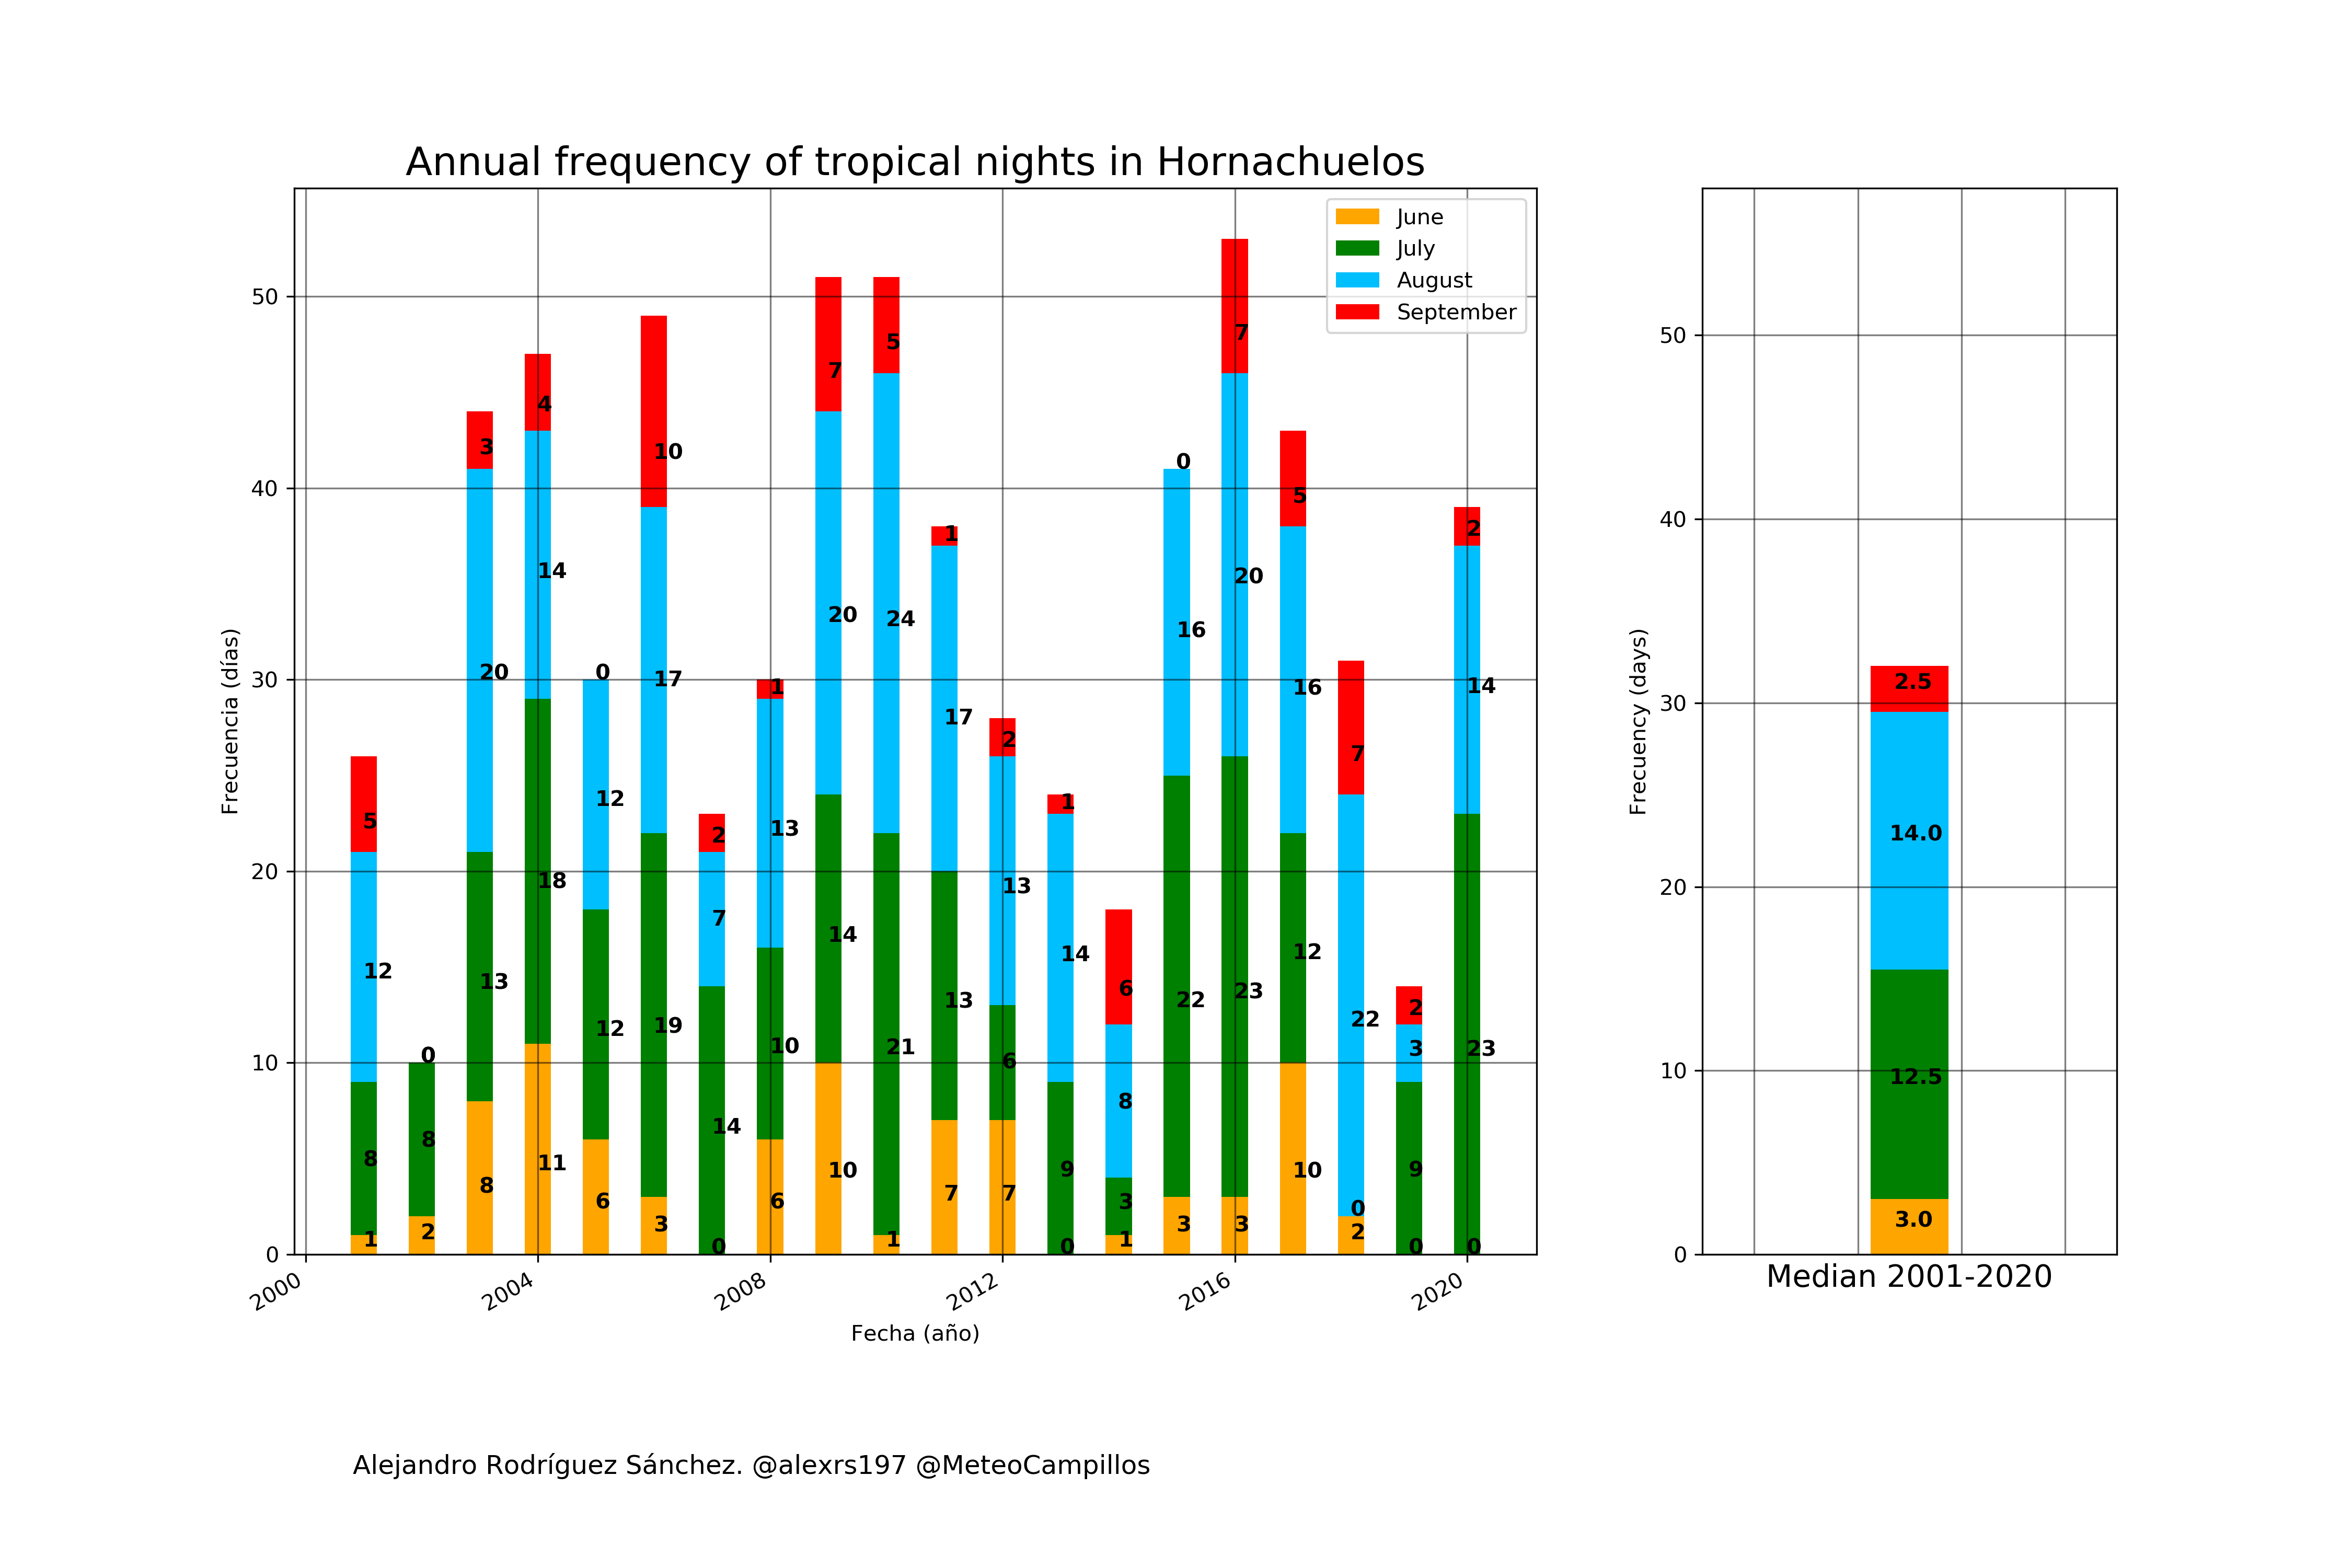 Annual frequency of tropical nights in Hornachuelos
June
July
August
September
Frecuencia (días)
50
40
30
20
10
0
1 8 12 5
2 8 0
8 13 20 3
11 18 14 4
6 12 12 0
3 19 17 10
0 14 7 2
6 10 13 1
10 14 20 7
1 21 24 5
7 13 17 1
7 6 13 2
0 9 14 1
1 3 8 6
3 22 16 0
3 23 20 7
10 12 16 5
2 0 22 7
0 9 3 2
0 23 14 2
2000 2004 2008 2012 2016 2020
Fecha (año)
Frecuency (days)
50
40
30
20
10
0
2.5
14.0
12.5
3.0
Median 2001-2020
Alejandro Rodríguez Sánchez. @alexrs197 @MeteoCampillos